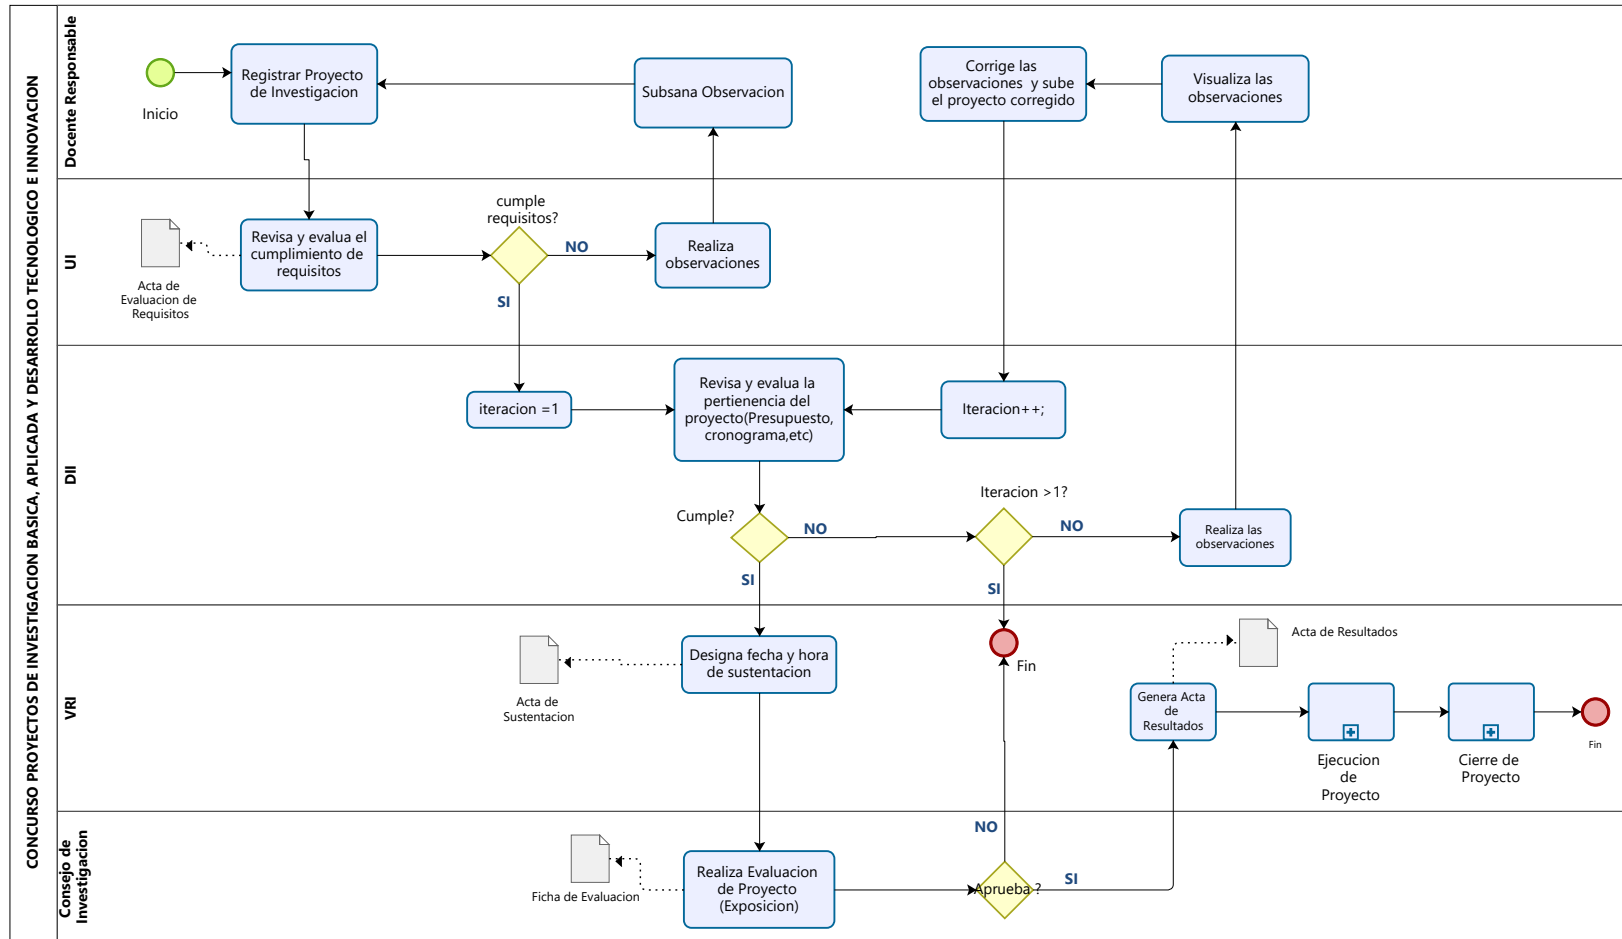 CONCURSO PROYECTOS DE INVESTIGACION BASICA, APLICADA Y DESARROLLO TECNOLOGICO E INNOVACION
Docente Responsable
Inicio
Registrar Proyecto
de Investigacion
Subsana Observacion
Corrige las
observaciones y sube
el proyecto corregido
Visualiza las
observaciones
UI
Acta de
Evaluacion de
Requisitos
Revisa y evalua el
cumplimiento de
requisitos
cumple
requisitos?
NO
SI
Realiza
observaciones
DII
iteracion =1
Revisa y evalua la
pertienencia del
proyecto(Presupuesto,
cronograma,etc)
Iteracion++;
Cumple?
NO
SI
Iteracion >1?
NO
SI
Realiza las
observaciones
VRI
Acta de
Sustentacion
Designa fecha y hora
de sustentacion
Fin
Acta de Resultados
Genera Acta
de
Resultados
Ejecucion
de
Proyecto
Cierre de
Proyecto
Fin
Consejo de
Investigacion
Ficha de Evaluacion
Realiza Evaluacion
de Proyecto
(Exposicion)
NO
Aprueba ?
SI